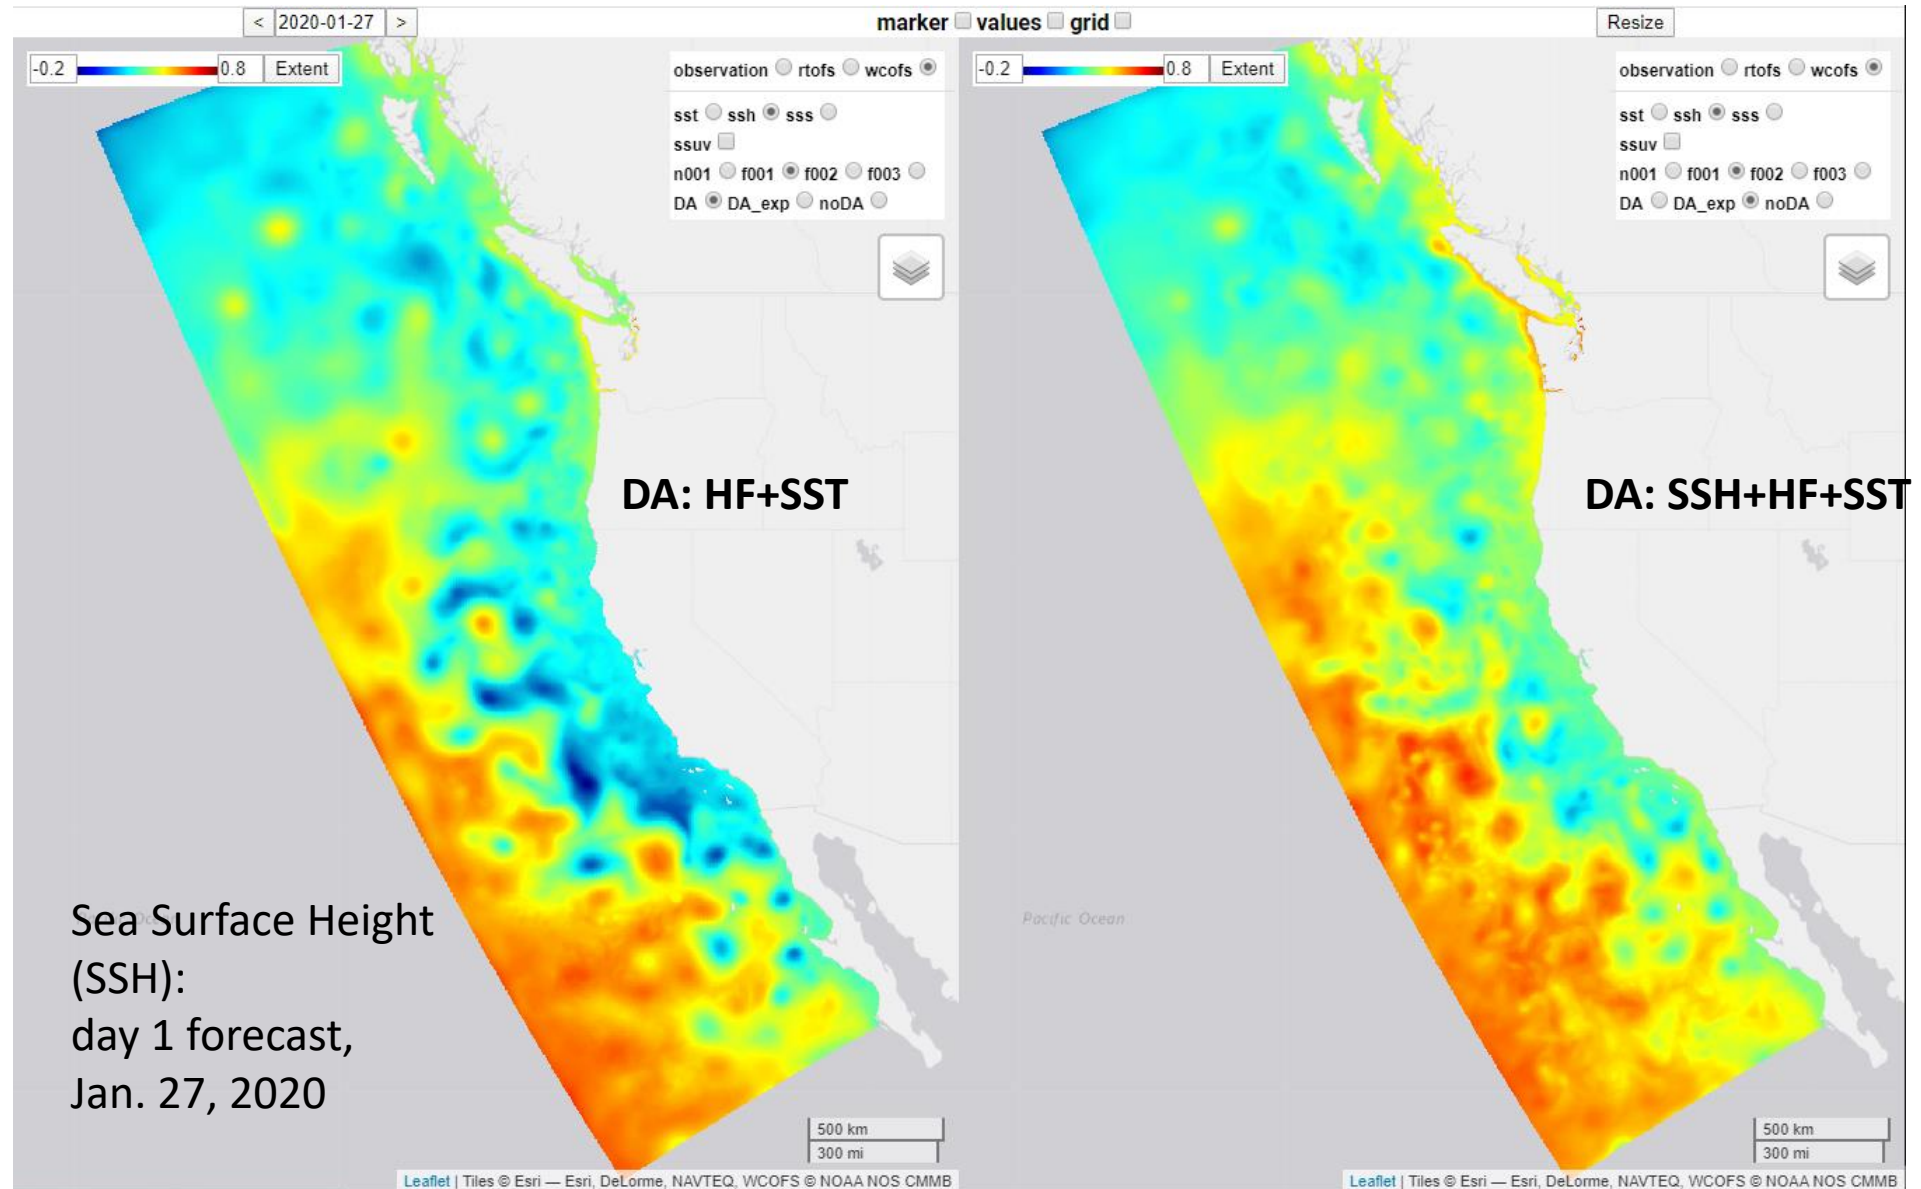 < 2020-01-27 >
marker values grid
Resize
-0.2 0.8 Extent
observation rtofs wcofs
sst ssh sss
ssuv
n001 f001 f002 f003
DA DA_exp noDA
DA: HF+SST
Sea Surface Height
(SSH):
day 1 forecast,
Jan. 27, 2020
500 km
300 mi
Leaflet | Tiles © Esri — Esri, DeLorme, NAVTEQ, WCOFS © NOAA NOS CMMB
-0.2 0.8 Extent
observation rtofs wcofs
sst ssh sss
ssuv
n001 f001 f002 f003
DA DA_exp noDA
DA: SSH+HF+SST
Pacific Ocean
500 km
300 mi
Leaflet | Tiles © Esri — Esri, DeLorme, NAVTEQ, WCOFS © NOAA NOS CMMB